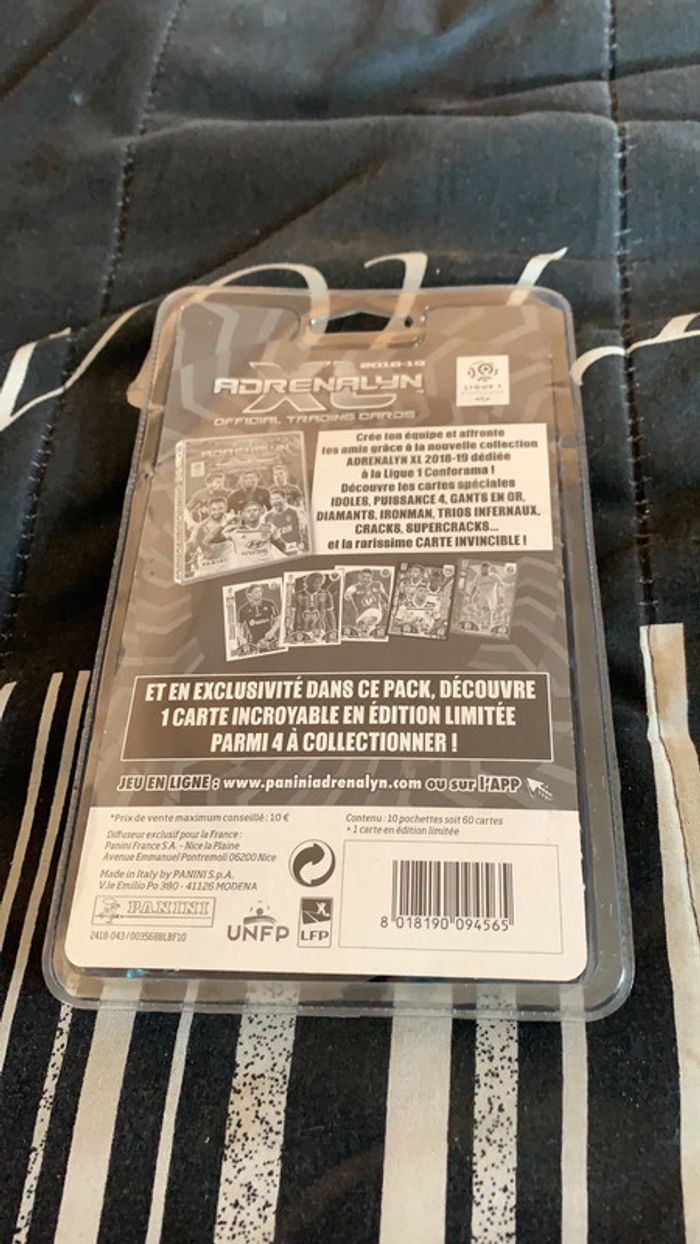 2018-19
ADRENALYN
XL
OFFICIAL TRADING CARDS
LIGUE 1
Crée ton équipe et affronte
tes amis grâce à la nouvelle collection
ADRENALYN XL 2018-19 dédiée
à la Ligue 1 Conforama !
Découvre les cartes spéciales
IDOLES, PUISSANCE 4, GANTS EN OR,
DIAMANTS, IRONMAN, TRIOS INFERNAUX,
CRACKS, SUPERCRACKS...
et la rarissime CARTE INVINCIBLE !
ADRENALYN
ET EN EXCLUSIVITÉ DANS CE PACK, DÉCOUVRE
1 CARTE INCROYABLE EN ÉDITION LIMITÉE
PARMI 4 À COLLECTIONNER !
JEU EN LIGNE : www.paniniadrenalyn.com OU SUR L'APP
*Prix de vente maximum conseillé : 10 €
Diffuseur exclusif pour la France :
Panini France S.A. - Nice la Plaine
Avenue Emmanuel Pontremoli 06200 Nice
Made in Italy by PANINI S.p.A.
V.le Emilio Po 380 - 41126 MODENA
PANINI
2418-043 / 003568BLBF10
UNFP
LFP
Contenu : 10 pochettes soit 60 cartes
+ 1 carte en édition limitée
8 018190 094565